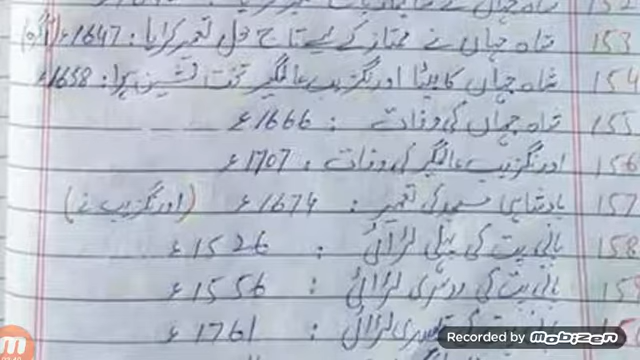 153 شاہ جہاں نے ممتاز کے لیے تاج محل تعمیر کرایا: 1647ء (آگرہ)
154 شاہ جہاں کا بیٹا اورنگزیب عالمگیر تخت نشین ہوا: 1658ء
155 شاہ جہاں کی وفات : 1666ء
156 اورنگزیب عالمگیر کی وفات : 1707ء
157 بادشاہی مسجد کی تعمیر : 1674ء (اورنگزیب نے)
158 پانی پت کی پہلی لڑائی : 1526ء
159 پانی پت کی دوسری لڑائی : 1556ء
پانی پت کی تیسری لڑائی : 1761ء
Recorded by mobizen